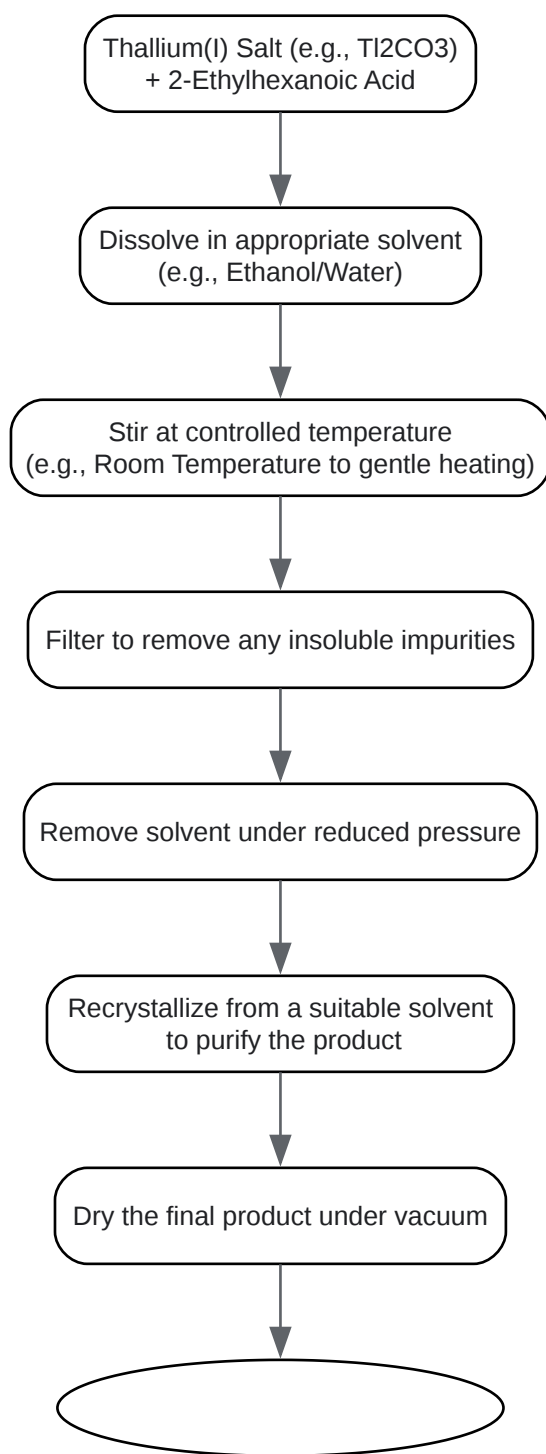 Thallium(I) Salt (e.g., Tl2CO3)
+ 2-Ethylhexanoic Acid
Dissolve in appropriate solvent
(e.g., Ethanol/Water)
Stir at controlled temperature
(e.g., Room Temperature to gentle heating)
Filter to remove any insoluble impurities
Remove solvent under reduced pressure
Recrystallize from a suitable solvent
to purify the product
Dry the final product under vacuum